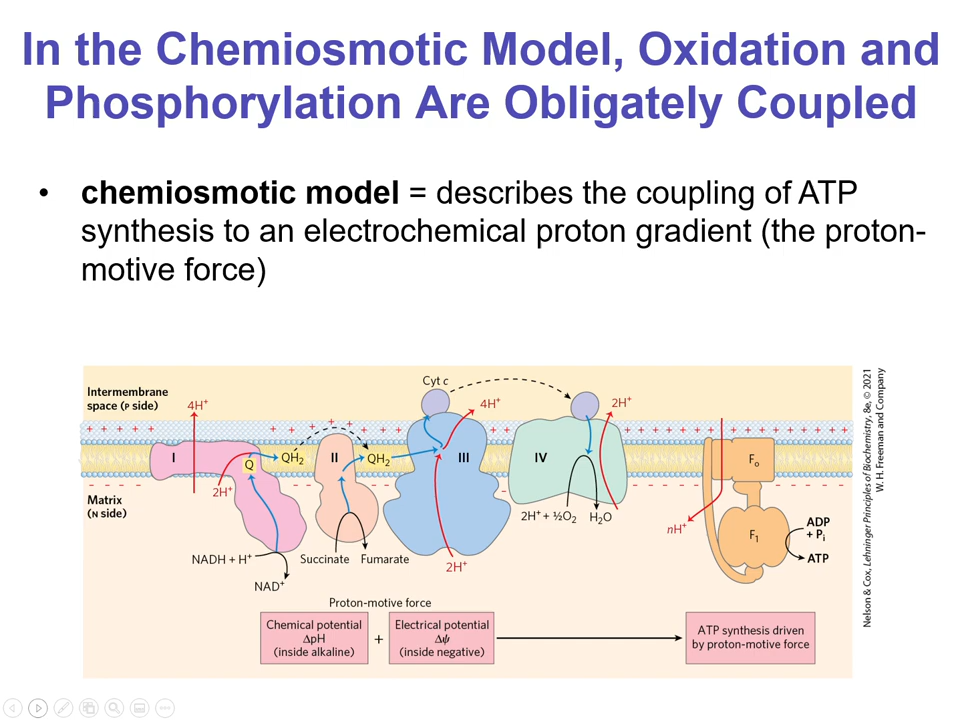 In the Chemiosmotic Model, Oxidation and
Phosphorylation Are Obligately Coupled
• chemiosmotic model = describes the coupling of ATP
synthesis to an electrochemical proton gradient (the proton-
motive force)
Intermembrane
space (P side)
4H⁺
Cyt c
4H⁺
2H⁺
+ + + + +
+ +
+
+
+
+ + +
+ +
+ + + + + + + + + + + + + +
I
Q
QH₂
II
QH₂
III
IV
Fₒ
2H⁺
Matrix
(N side)
NADH + H⁺
NAD⁺
Succinate
Fumarate
2H⁺
2H⁺ + ½O₂
H₂O
nH⁺
F₁
ADP
+ Pᵢ
ATP
Proton-motive force
Chemical potential
ΔpH
(inside alkaline)
+
Electrical potential
Δψ
(inside negative)
ATP synthesis driven
by proton-motive force
Nelson & Cox, Lehninger Principles of Biochemistry, 8e, © 2021
W. H. Freeman and Company